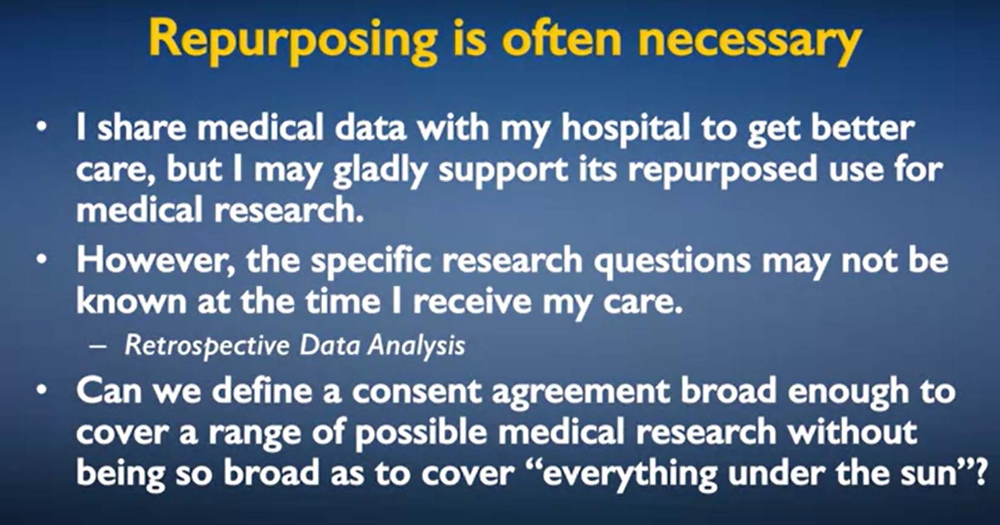 Repurposing is often necessary
• I share medical data with my hospital to get better
care, but I may gladly support its repurposed use for
medical research.
• However, the specific research questions may not be
known at the time I receive my care.
– Retrospective Data Analysis
• Can we define a consent agreement broad enough to
cover a range of possible medical research without
being so broad as to cover “everything under the sun”?